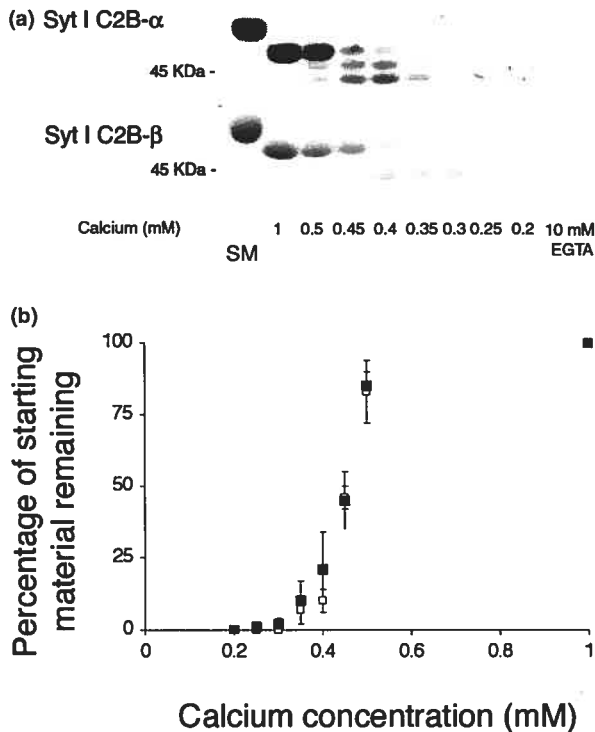 (a) Syt I C2B-α
45 KDa -
Syt I C2B-β
45 KDa -
Calcium (mM) 1 0.5 0.45 0.4 0.35 0.3 0.25 0.2 10 mM
SM EGTA
(b)
100
75
50
25
0
0 0.2 0.4 0.6 0.8 1
Percentage of starting
material remaining
Calcium concentration (mM)